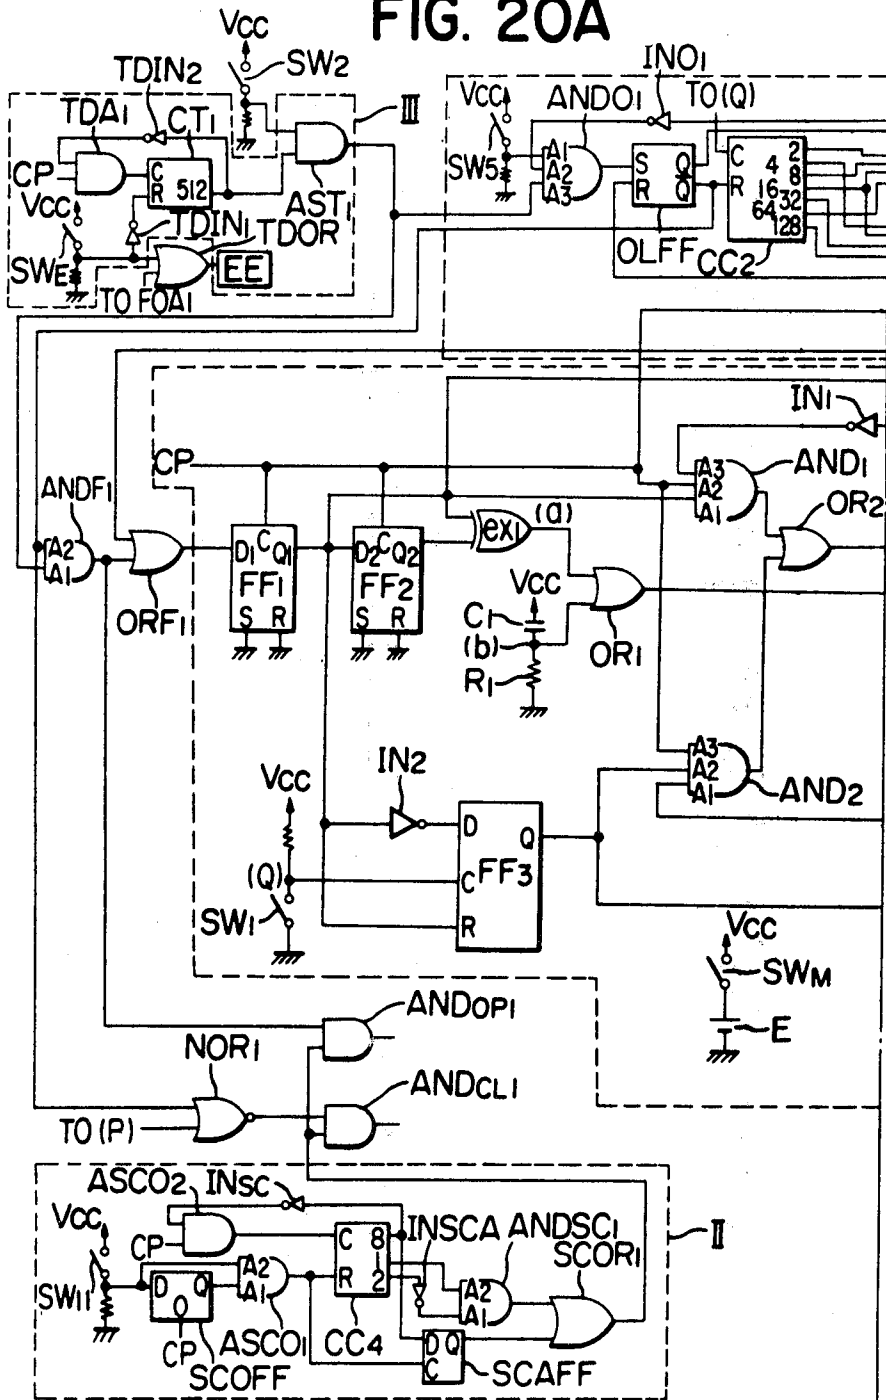 FIG. 20A
VCC
SW2
TDIN2
TDA1
CT1
CP
C
R 512
VCC
SWE
TDIN1
TDOR
EE
TO FOA1
AST1
III
INO1
VCC
ANDO1
TO(Q)
SW5
A1
A2
A3
S Q
R Q
OLFF
C
R
2
4
8
16
32
64
128
CC2
IN1
CP
A3
A2
A1
AND1
OR2
ANDF1
A2
A1
ORF1
D1 C Q1
FF1
S R
D2 C Q2
FF2
S R
ex1
(a)
VCC
C1
(b)
R1
OR1
A3
A2
A1
AND2
VCC
IN2
(Q)
SW1
D
Q
FF3
C
R
VCC
SWM
E
ANDOP1
NOR1
ANDCL1
TO (P)
ASCO2
INSC
VCC
CP
C 8
1
R 2
INSCA
ANDSC1
SCOR1
II
SW11
D Q
CP
SCOFF
A2
A1
ASCO1
CC4
A2
A1
D Q
C
SCAFF